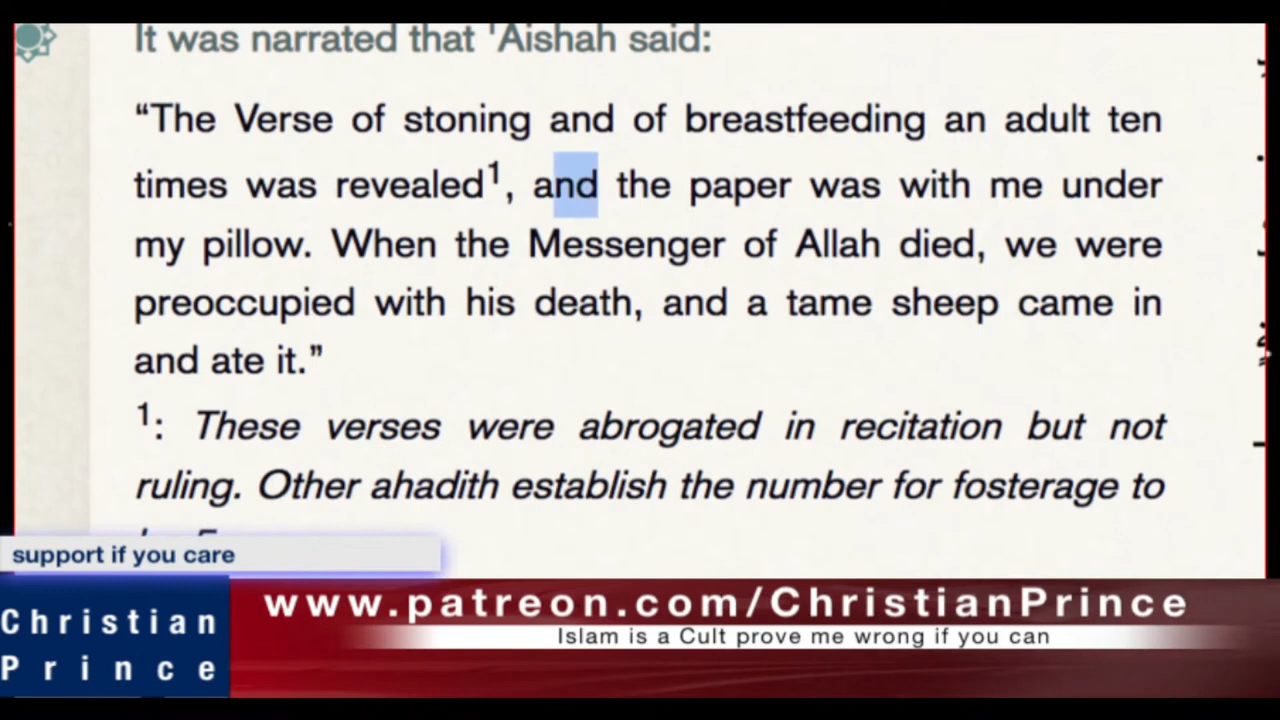 It was narrated that 'Aishah said:
“The Verse of stoning and of breastfeeding an adult ten
times was revealed¹, and the paper was with me under
my pillow. When the Messenger of Allah died, we were
preoccupied with his death, and a tame sheep came in
and ate it.”
¹: These verses were abrogated in recitation but not
ruling. Other ahadith establish the number for fosterage to
support if you care
Christian
Prince
www.patreon.com/ChristianPrince
Islam is a Cult prove me wrong if you can